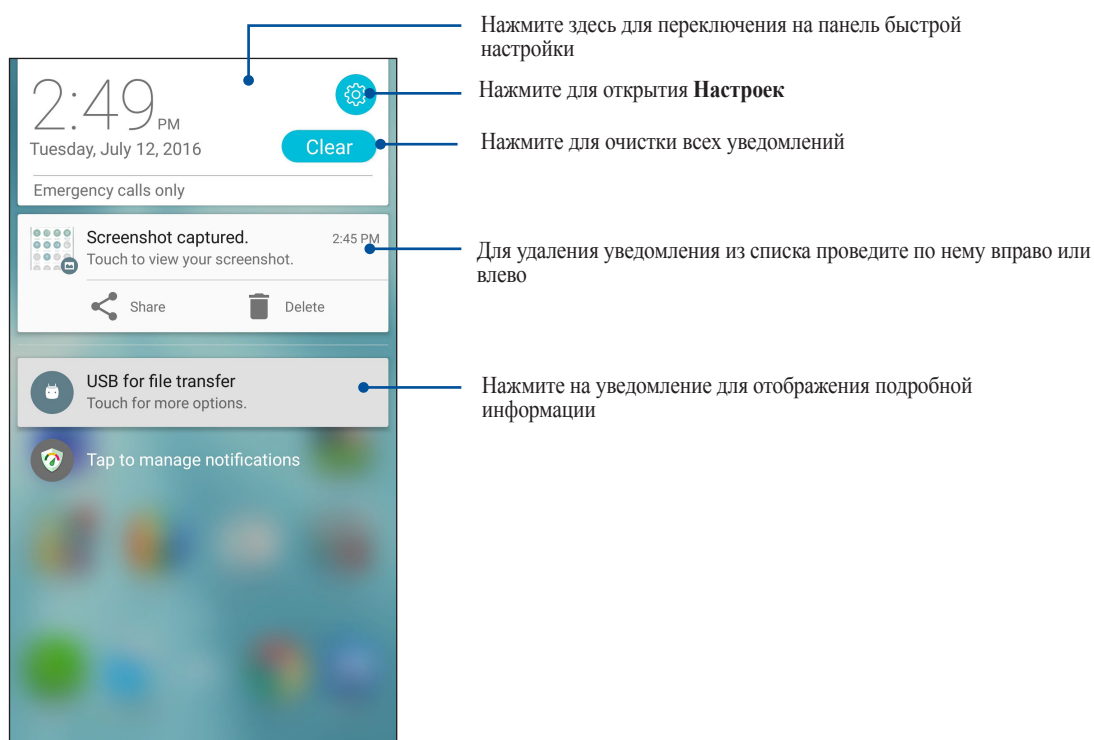 Нажмите здесь для переключения на панель быстрой
настройки
2:49 PM
Нажмите для открытия Настроек
Tuesday, July 12, 2016
Clear
Нажмите для очистки всех уведомлений
Emergency calls only
Screenshot captured.
2:45 PM
Touch to view your screenshot.
Для удаления уведомления из списка проведите по нему вправо или
влево
Share
Delete
USB for file transfer
Touch for more options.
Нажмите на уведомление для отображения подробной
информации
Tap to manage notifications